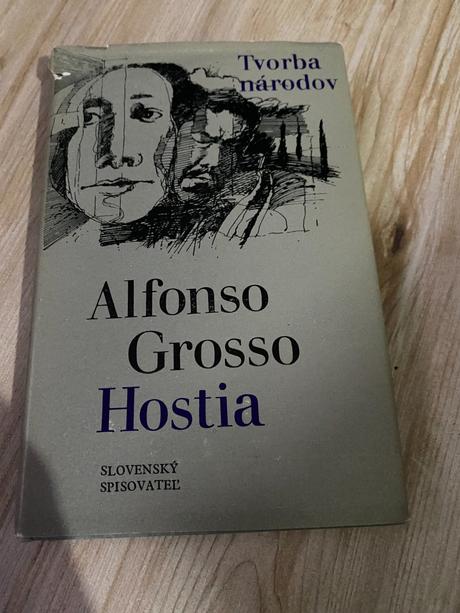 Tvorba
národov
Alfonso
Grosso
Hostia
SLOVENSKÝ
SPISOVATEĽ